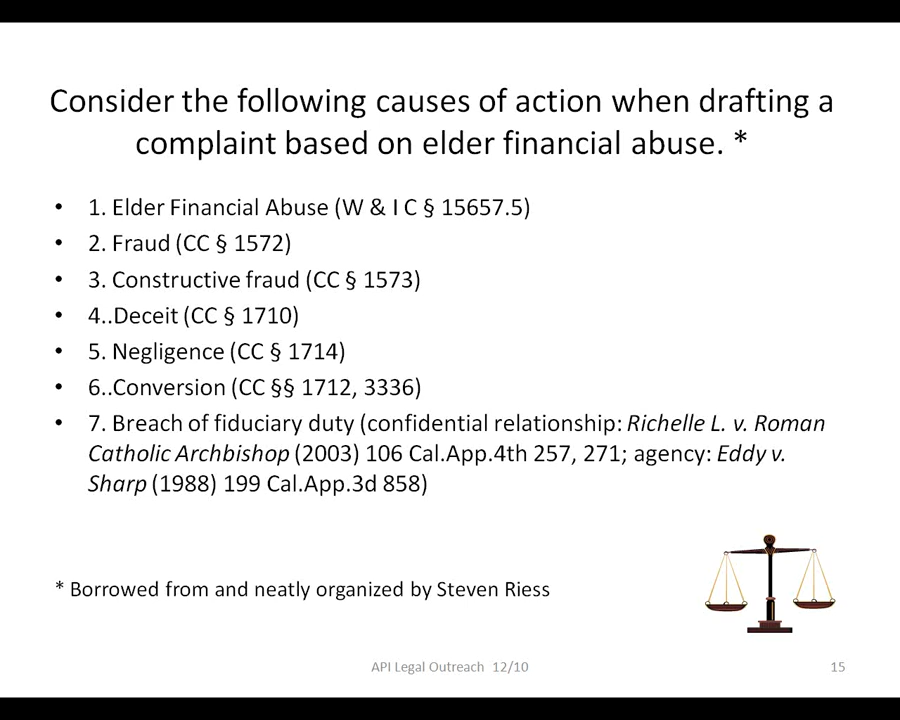 Consider the following causes of action when drafting a
complaint based on elder financial abuse. *
• 1. Elder Financial Abuse (W & I C § 15657.5)
• 2. Fraud (CC § 1572)
• 3. Constructive fraud (CC § 1573)
• 4..Deceit (CC § 1710)
• 5. Negligence (CC § 1714)
• 6..Conversion (CC §§ 1712, 3336)
• 7. Breach of fiduciary duty (confidential relationship: Richelle L. v. Roman
Catholic Archbishop (2003) 106 Cal.App.4th 257, 271; agency: Eddy v.
Sharp (1988) 199 Cal.App.3d 858)
* Borrowed from and neatly organized by Steven Riess
API Legal Outreach 12/10
15